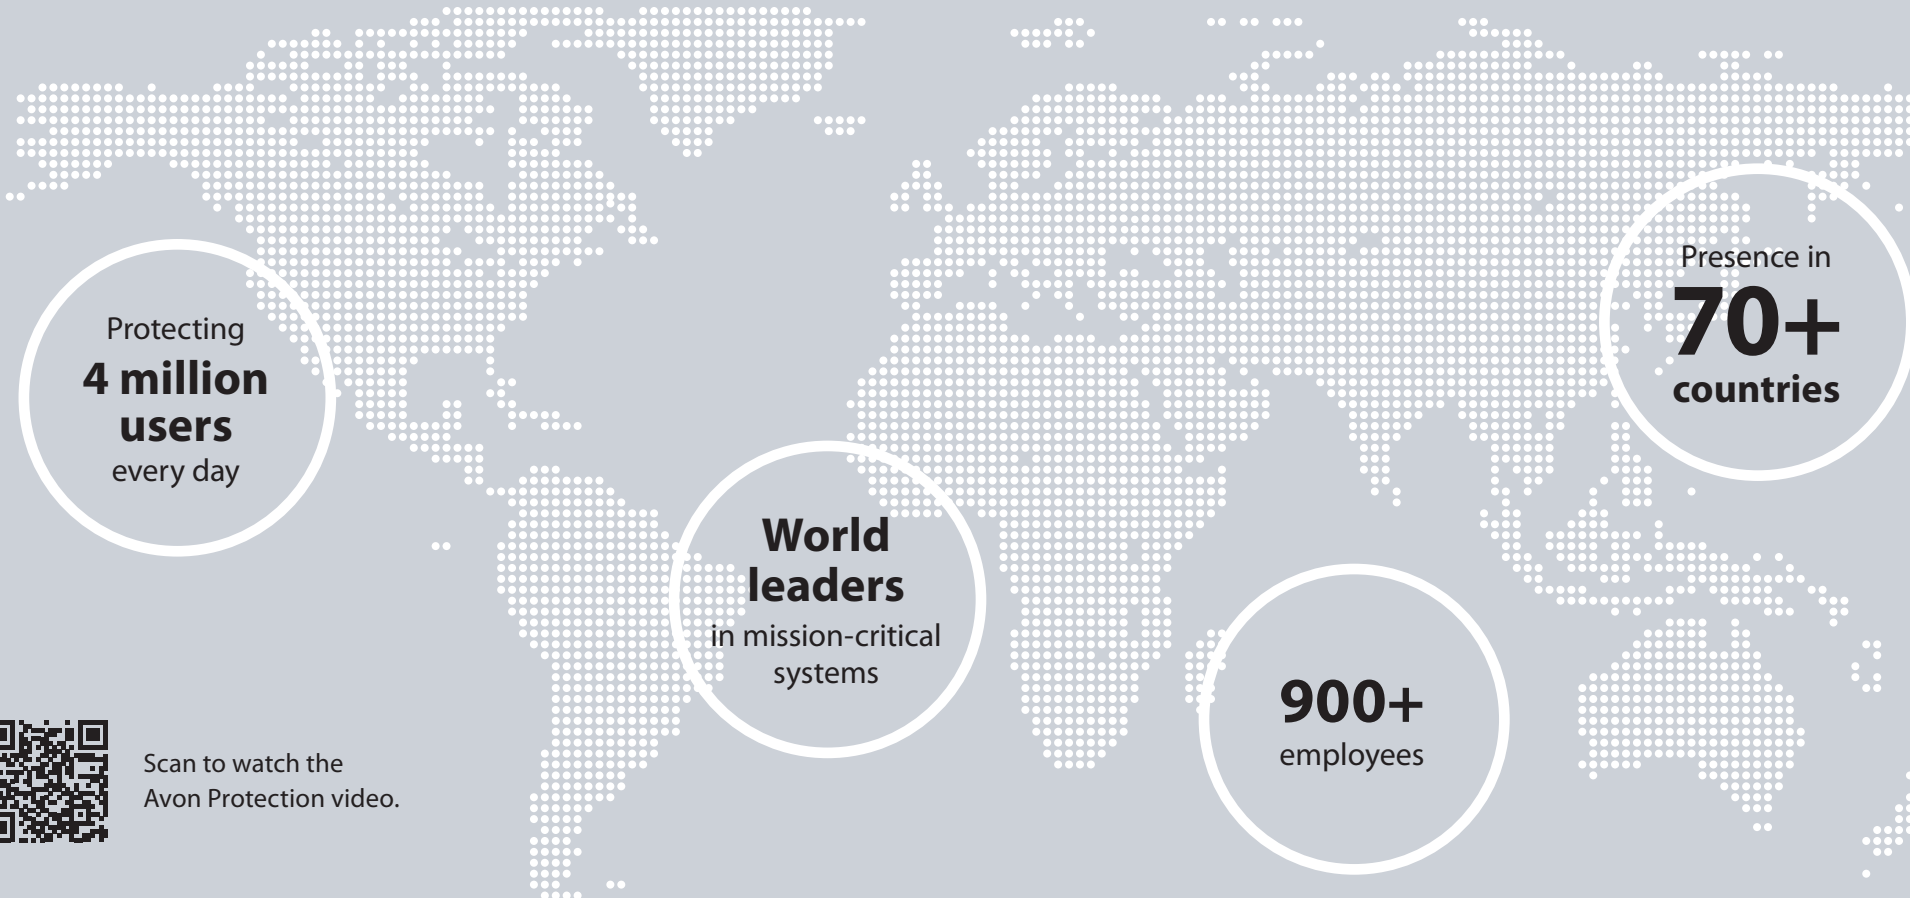 Protecting
4 million
users
every day
World
leaders
in mission-critical
systems
900+
employees
Presence in
70+
countries
Scan to watch the
Avon Protection video.